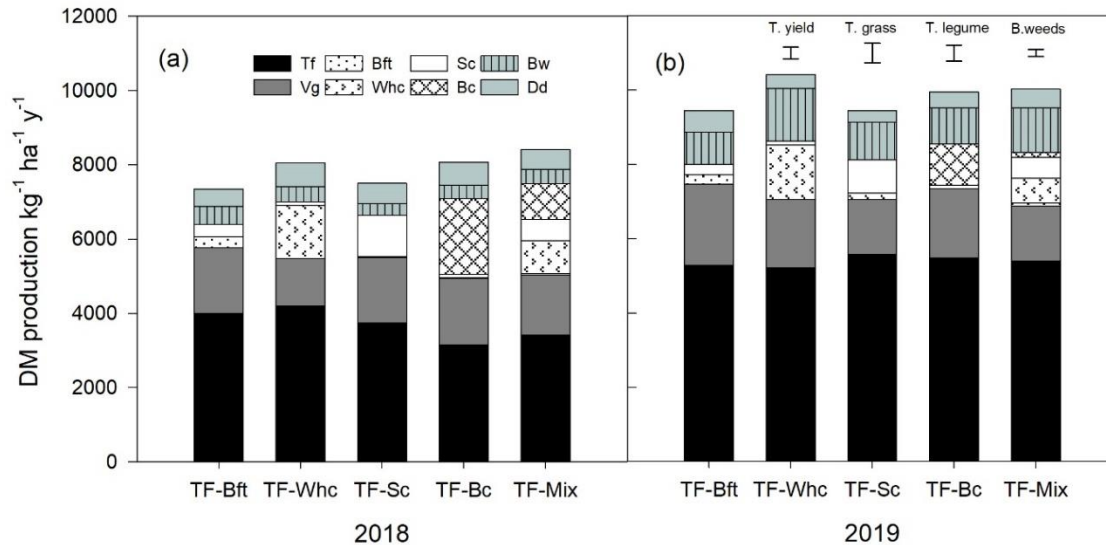 DM production kg⁻¹ ha⁻¹ y⁻¹
12000
10000
8000
6000
4000
2000
0
(a)
Tf Bft Sc Bw
Vg Whc Bc Dd
TF-Bft TF-Whc TF-Sc TF-Bc TF-Mix
2018
T. yield T. grass T. legume B.weeds
(b)
TF-Bft TF-Whc TF-Sc TF-Bc TF-Mix
2019